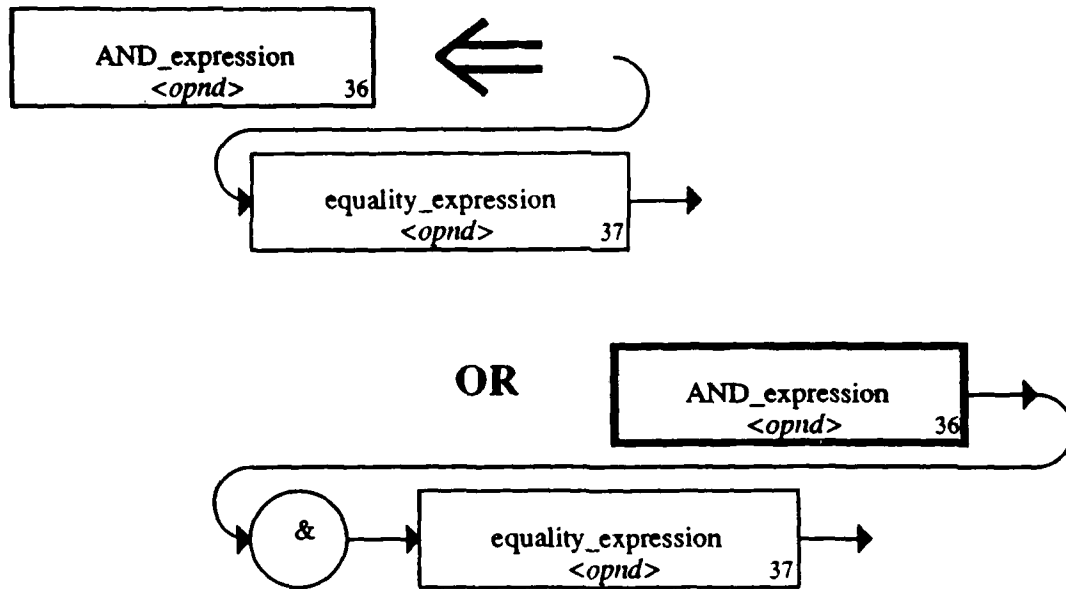 AND_expression
<opnd> 36
equality_expression
<opnd> 37
OR
AND_expression
<opnd> 36
&
equality_expression
<opnd> 37